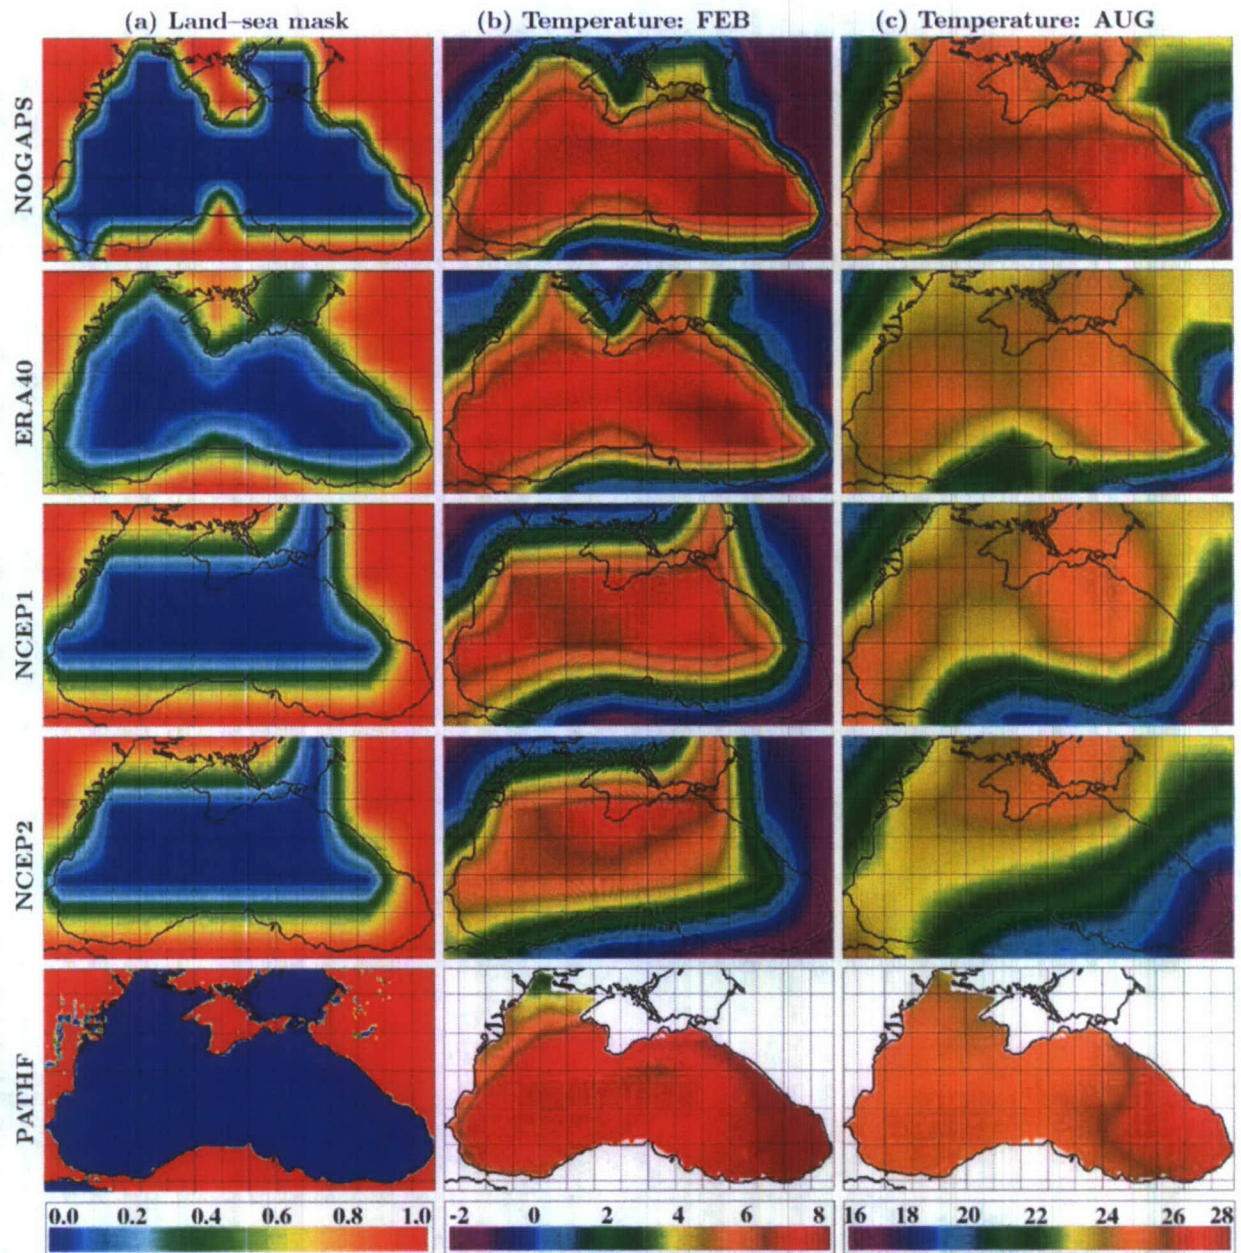 (a) Land–sea mask (b) Temperature: FEB (c) Temperature: AUG
NOGAPS
ERA40
NCEP1
NCEP2
PATHF
0.0 0.2 0.4 0.6 0.8 1.0 -2 0 2 4 6 8 16 18 20 22 24 26 28